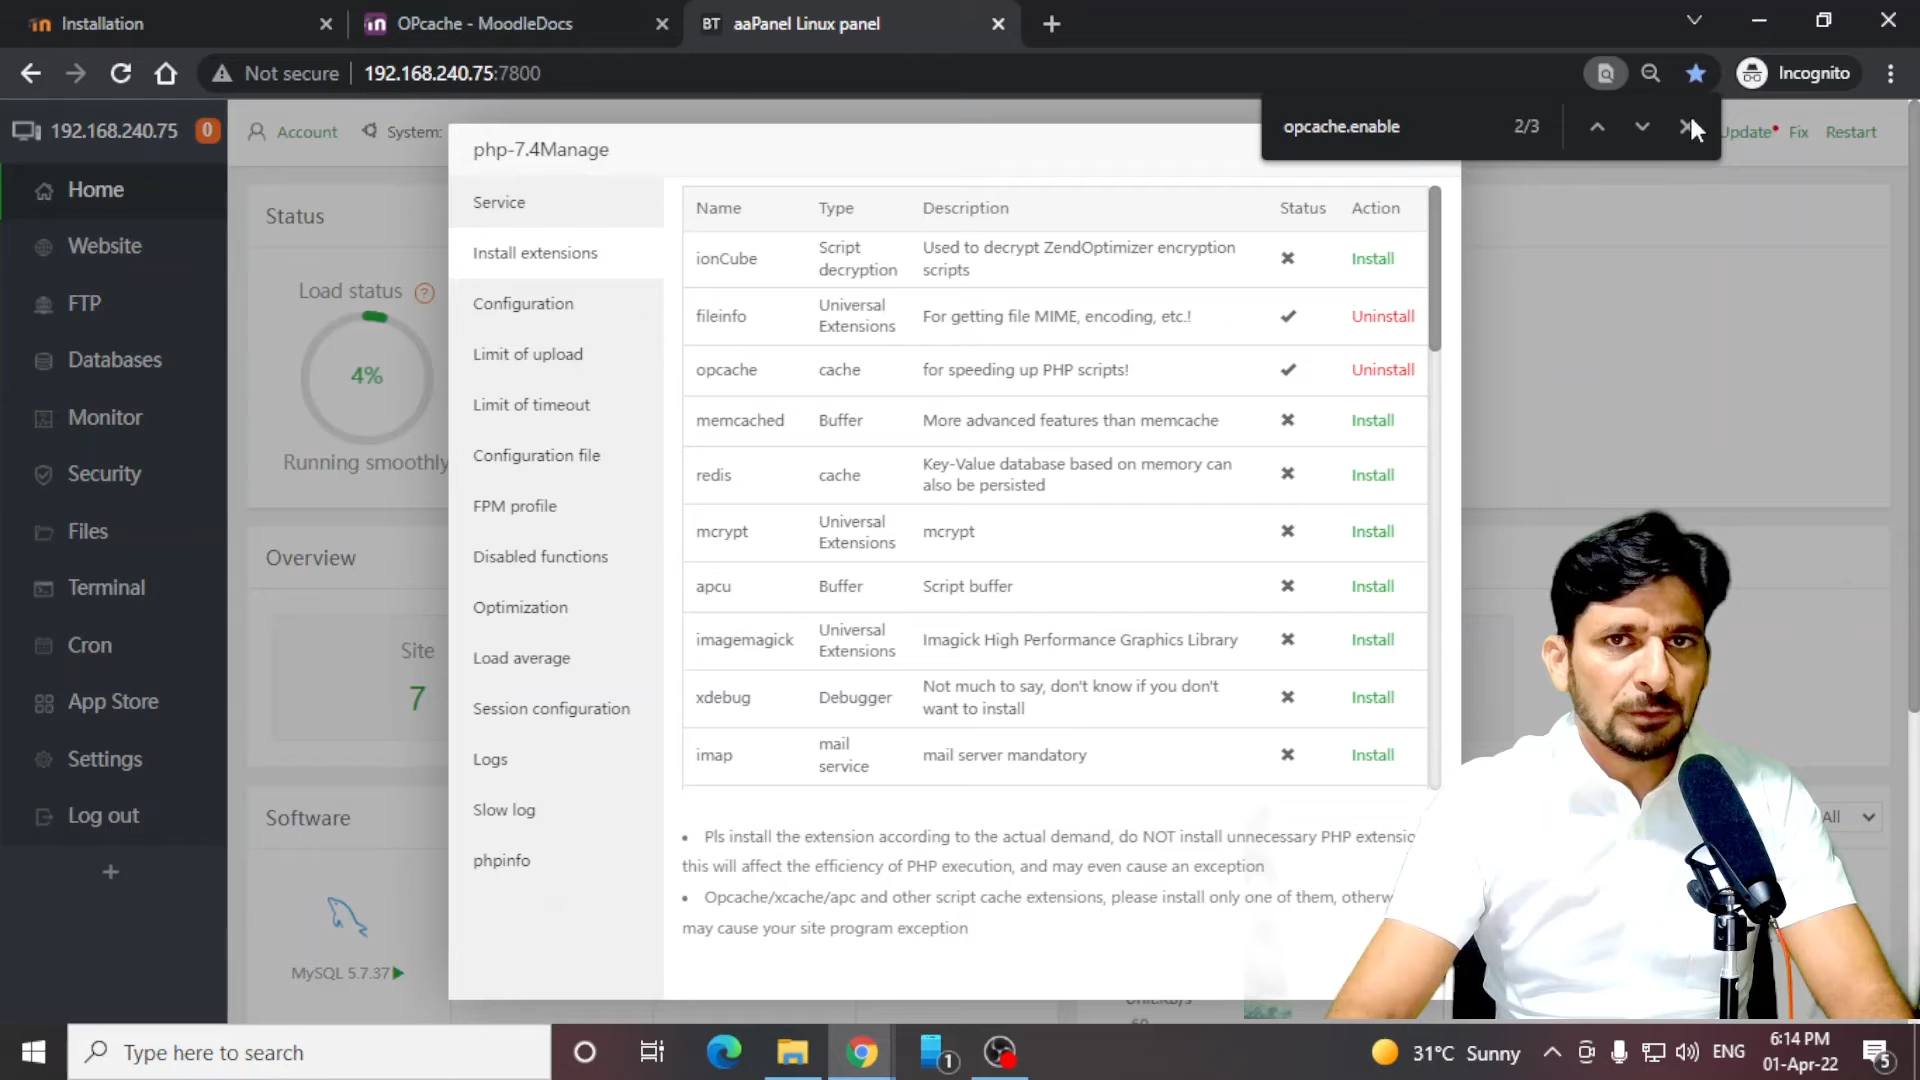 Installation
OPcache - MoodleDocs
BT aaPanel Linux panel
Not secure 192.168.240.75:7800
Incognito
opcache.enable 2/3
192.168.240.75 0
Account System:
Update Fix Restart
Home
Website
FTP
Databases
Monitor
Security
Files
Terminal
Cron
App Store
Settings
Log out
Status
Load status ?
4%
Running smoothly
Overview
Site
7
Software
MySQL 5.7.37
php-7.4Manage
Service
Install extensions
Configuration
Limit of upload
Limit of timeout
Configuration file
FPM profile
Disabled functions
Optimization
Load average
Session configuration
Logs
Slow log
phpinfo
Name Type Description Status Action
ionCube Script decryption Used to decrypt ZendOptimizer encryption scripts Install
fileinfo Universal Extensions For getting file MIME, encoding, etc.! Uninstall
opcache cache for speeding up PHP scripts! Uninstall
memcached Buffer More advanced features than memcache Install
redis cache Key-Value database based on memory can also be persisted Install
mcrypt Universal Extensions mcrypt Install
apcu Buffer Script buffer Install
imagemagick Universal Extensions Imagick High Performance Graphics Library Install
xdebug Debugger Not much to say, don't know if you don't want to install Install
imap mail service mail server mandatory Install
Pls install the extension according to the actual demand, do NOT install unnecessary PHP extensio
this will affect the efficiency of PHP execution, and may even cause an exception
Opcache/xcache/apc and other script cache extensions, please install only one of them, otherw
may cause your site program exception
All
60
Type here to search
1
31°C Sunny
ENG
6:14 PM
01-Apr-22
5